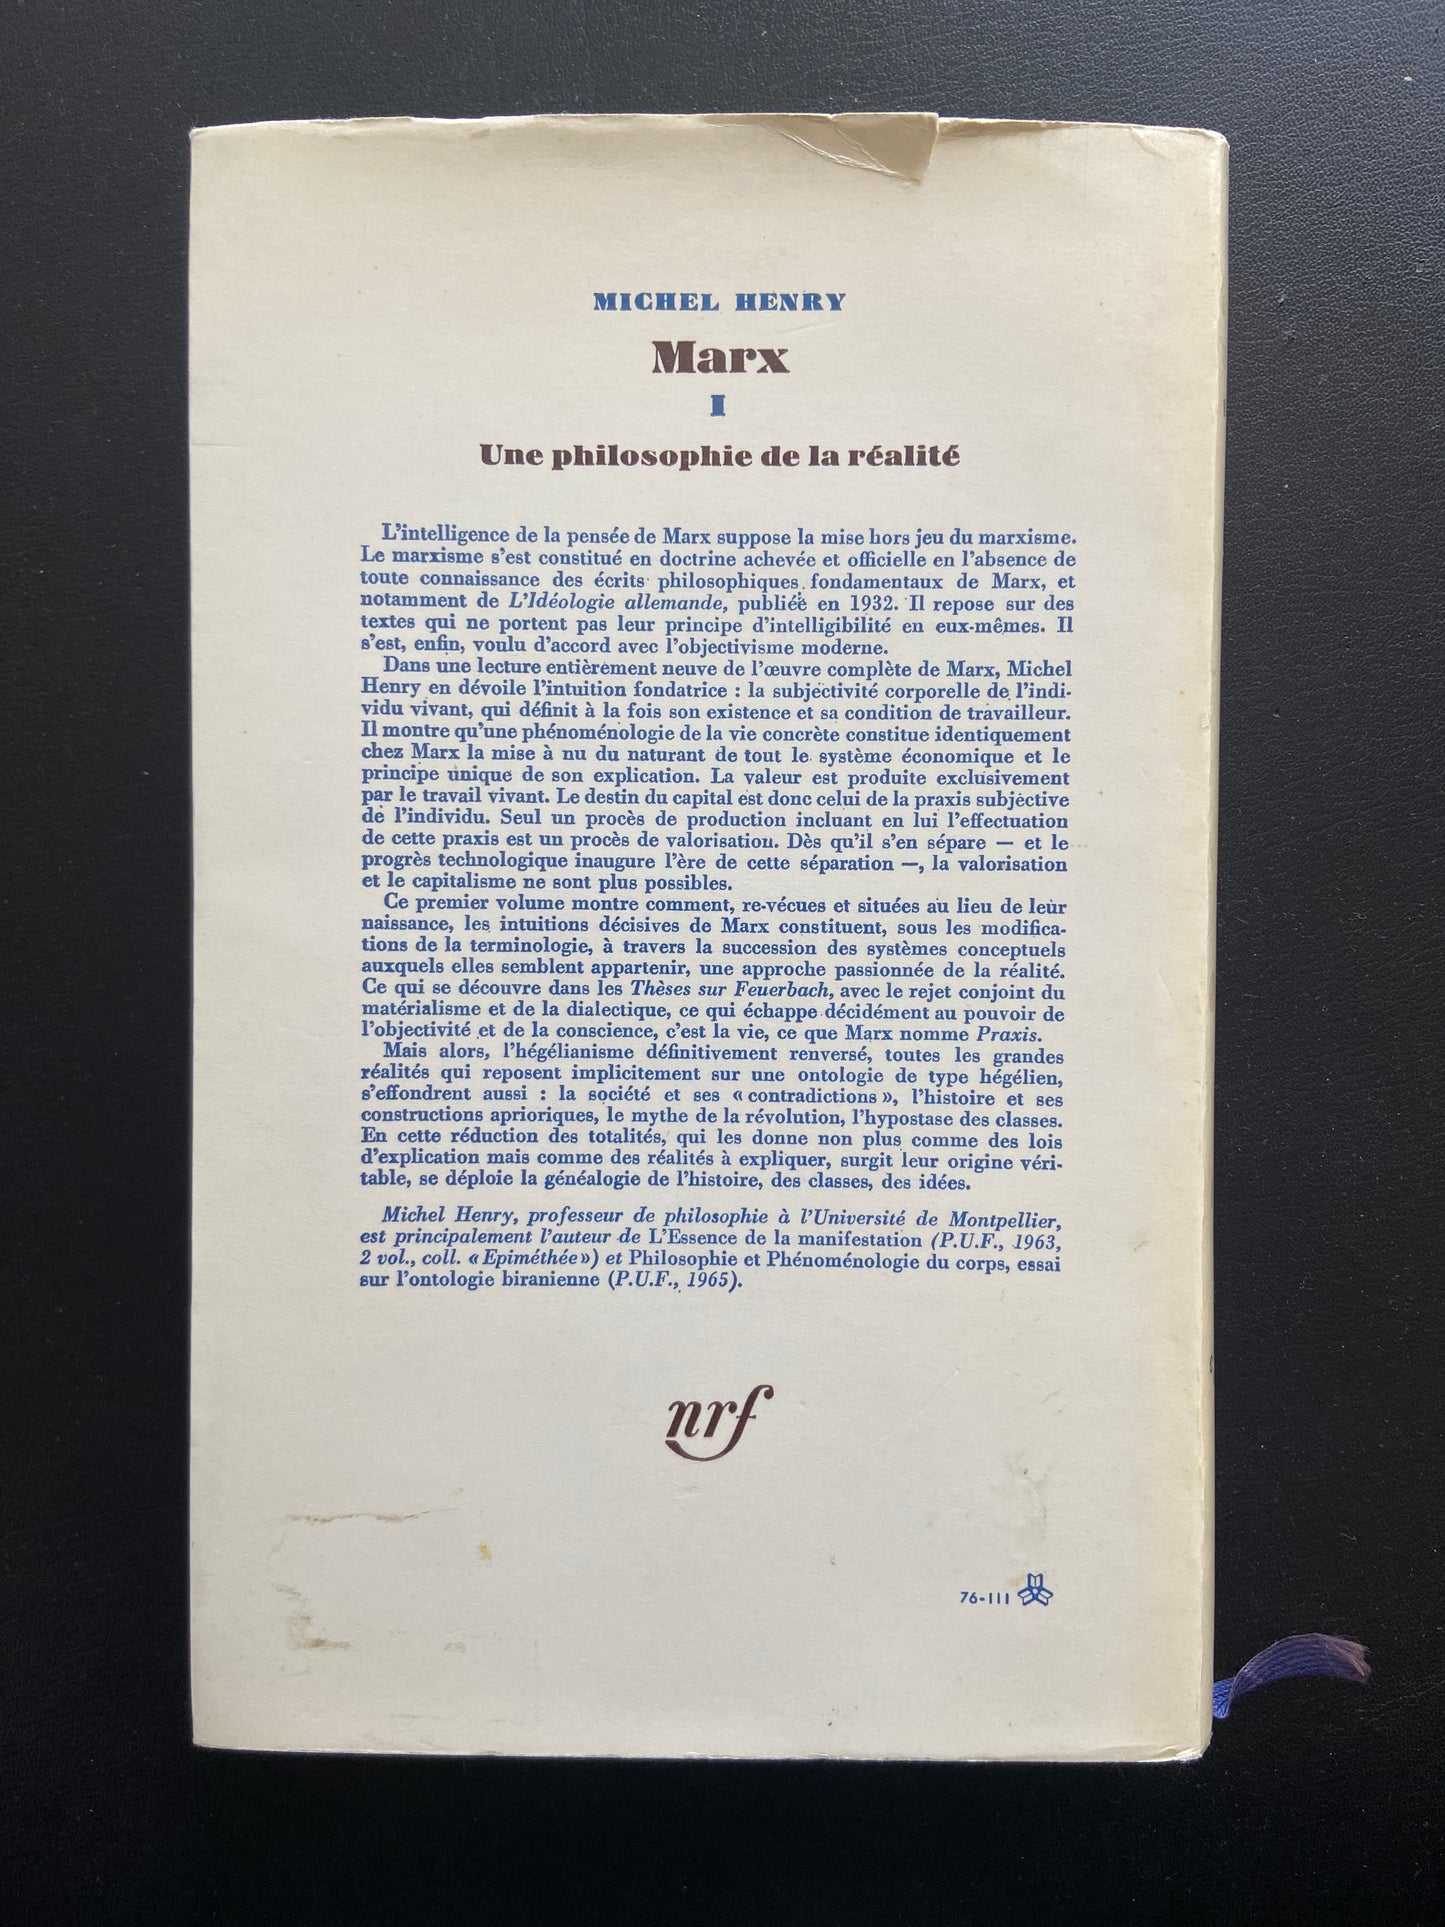 MICHEL HENRY
Marx
I
Une philosophie de la réalité
L'intelligence de la pensée de Marx suppose la mise hors jeu du marxisme.
Le marxisme s'est constitué en doctrine achevée et officielle en l'absence de
toute connaissance des écrits philosophiques fondamentaux de Marx, et
notamment de L'Idéologie allemande, publiée en 1932. Il repose sur des
textes qui ne portent pas leur principe d'intelligibilité en eux-mêmes. Il
s'est, enfin, voulu d'accord avec l'objectivisme moderne.
Dans une lecture entièrement neuve de l'œuvre complète de Marx, Michel
Henry en dévoile l'intuition fondatrice : la subjectivité corporelle de l'indi-
vidu vivant, qui définit à la fois son existence et sa condition de travailleur.
Il montre qu'une phénoménologie de la vie concrète constitue identiquement
chez Marx la mise à nu du naturant de tout le système économique et le
principe unique de son explication. La valeur est produite exclusivement
par le travail vivant. Le destin du capital est donc celui de la praxis subjective
de l'individu. Seul un procès de production incluant en lui l'effectuation
de cette praxis est un procès de valorisation. Dès qu'il s'en sépare — et le
progrès technologique inaugure l'ère de cette séparation —, la valorisation
et le capitalisme ne sont plus possibles.
Ce premier volume montre comment, re-vécues et situées au lieu de leur
naissance, les intuitions décisives de Marx constituent, sous les modifica-
tions de la terminologie, à travers la succession des systèmes conceptuels
auxquels elles semblent appartenir, une approche passionnée de la réalité.
Ce qui se découvre dans les Thèses sur Feuerbach, avec le rejet conjoint du
matérialisme et de la dialectique, ce qui échappe décidément au pouvoir de
l'objectivité et de la conscience, c'est la vie, ce que Marx nomme Praxis.
Mais alors, l'hégélianisme définitivement renversé, toutes les grandes
réalités qui reposent implicitement sur une ontologie de type hégélien,
s'effondrent aussi : la société et ses « contradictions », l'histoire et ses
constructions aprioriques, le mythe de la révolution, l'hypostase des classes.
En cette réduction des totalités, qui les donne non plus comme des lois
d'explication mais comme des réalités à expliquer, surgit leur origine véri-
table, se déploie la généalogie de l'histoire, des classes, des idées.
Michel Henry, professeur de philosophie à l'Université de Montpellier,
est principalement l'auteur de L'Essence de la manifestation (P.U.F., 1963,
2 vol., coll. « Epiméthée ») et Philosophie et Phénoménologie du corps, essai
sur l'ontologie biranienne (P.U.F., 1965).
nrf
76-III